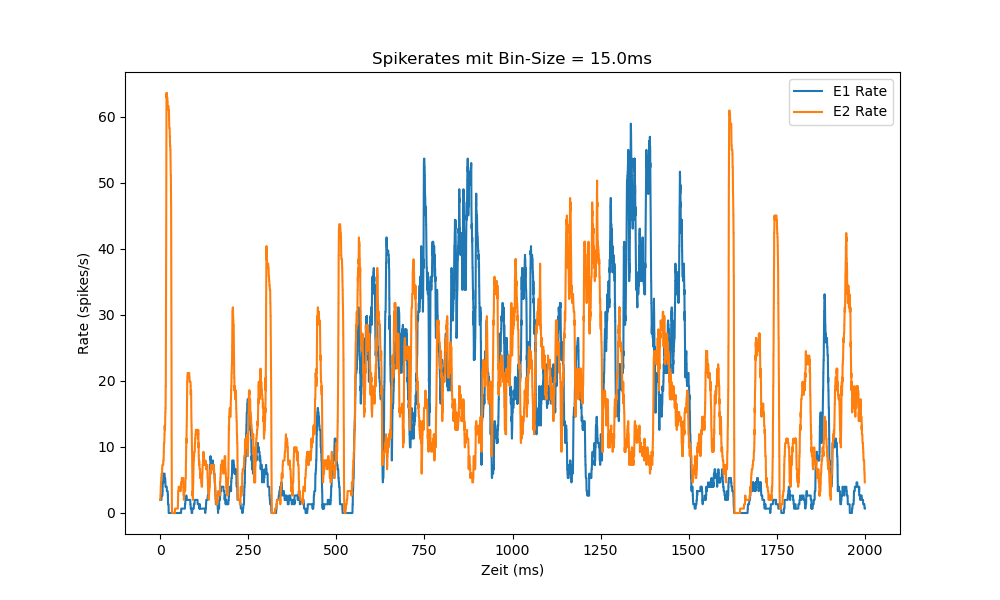 Spikerates mit Bin-Size = 15.0ms
E1 Rate
E2 Rate
Rate (spikes/s)
60
50
40
30
20
10
0
0 250 500 750 1000 1250 1500 1750 2000
Zeit (ms)